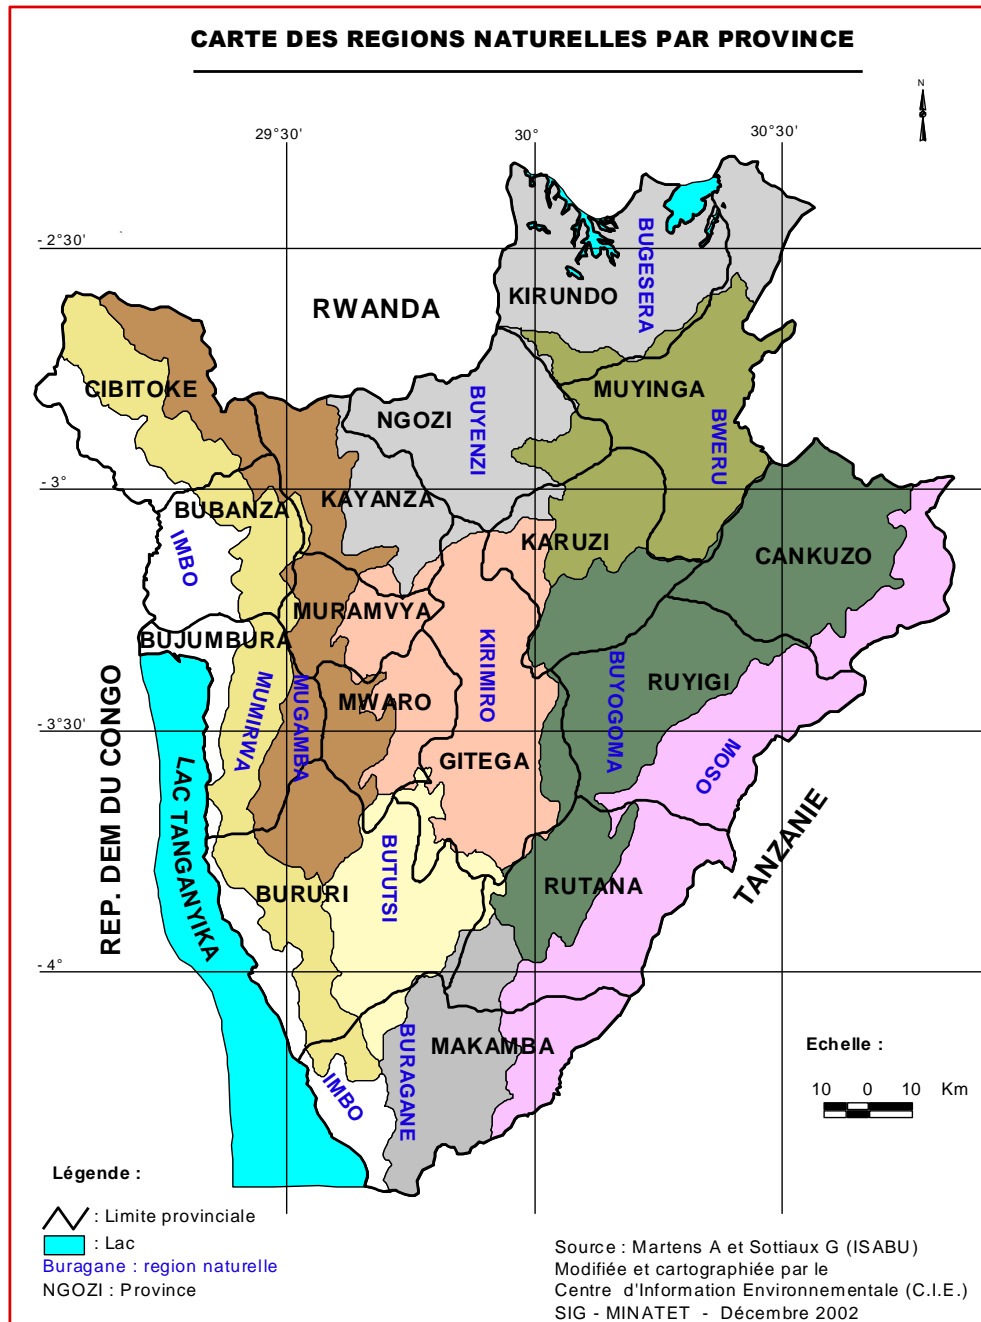 CARTE DES REGIONS NATURELLES PAR PROVINCE
N
29°30'
30°
30°30'
- 2°30'
BUGESERA
KIRUNDO
RWANDA
CIBITOKE
MUYINGA
NGOZI
BUYENZI
BWERU
- 3°
KAYANZA
BUBANZA
IMBO
KARUZI
CANKUZO
MURAMVYA
BUJUMBURA
KIRIMIRO
BUYOGOMA
RUYIGI
MUMIRWA
MUGAMBA
MWARO
- 3°30'
GITEGA
MOSO
REP. DEM DU CONGO
LAC TANGANYIKA
TANZANIE
BURURI
BUTUTSI
RUTANA
- 4°
BURAGANE
MAKAMBA
IMBO
Echelle :
10 0 10 Km
Légende :
: Limite provinciale
: Lac
Buragane : region naturelle
NGOZI : Province
Source : Martens A et Sottiaux G (ISABU)
Modifiée et cartographiée par le
Centre d'Information Environnementale (C.I.E.)
SIG - MINATET - Décembre 2002